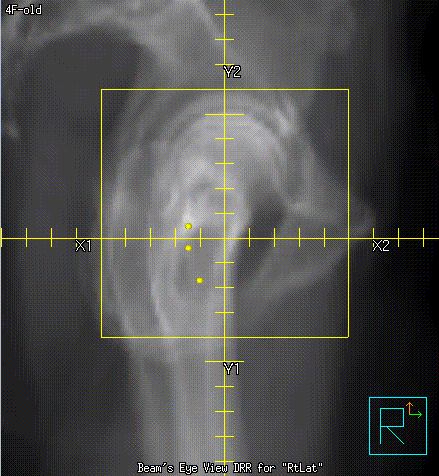 4F-old
Y2
X1
X2
Y1
R
Beam's Eye View DRR for "RtLat"